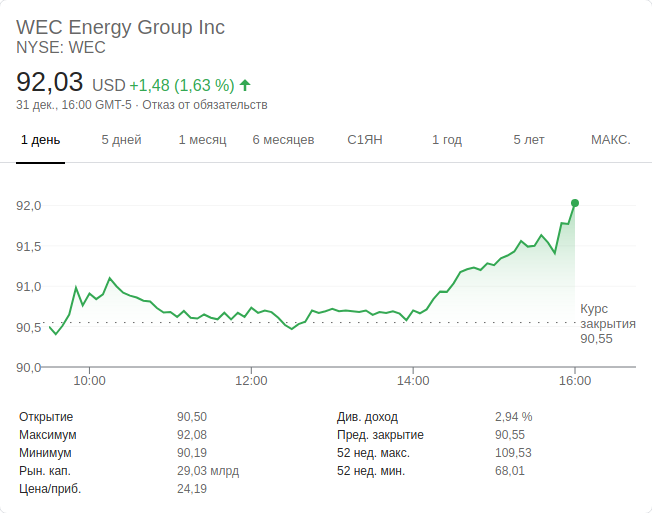 WEC Energy Group Inc
NYSE: WEC
92,03 USD +1,48 (1,63 %)
31 дек., 16:00 GMT-5 · Отказ от обязательств
1 день 5 дней 1 месяц 6 месяцев С1ЯН 1 год 5 лет МАКС.
92,0
91,5
91,0
90,5
90,0
Курс
закрытия
90,55
10:00 12:00 14:00 16:00
Открытие 90,50 Див. доход 2,94 %
Максимум 92,08 Пред. закрытие 90,55
Минимум 90,19 52 нед. макс. 109,53
Рын. кап. 29,03 млрд 52 нед. мин. 68,01
Цена/приб. 24,19